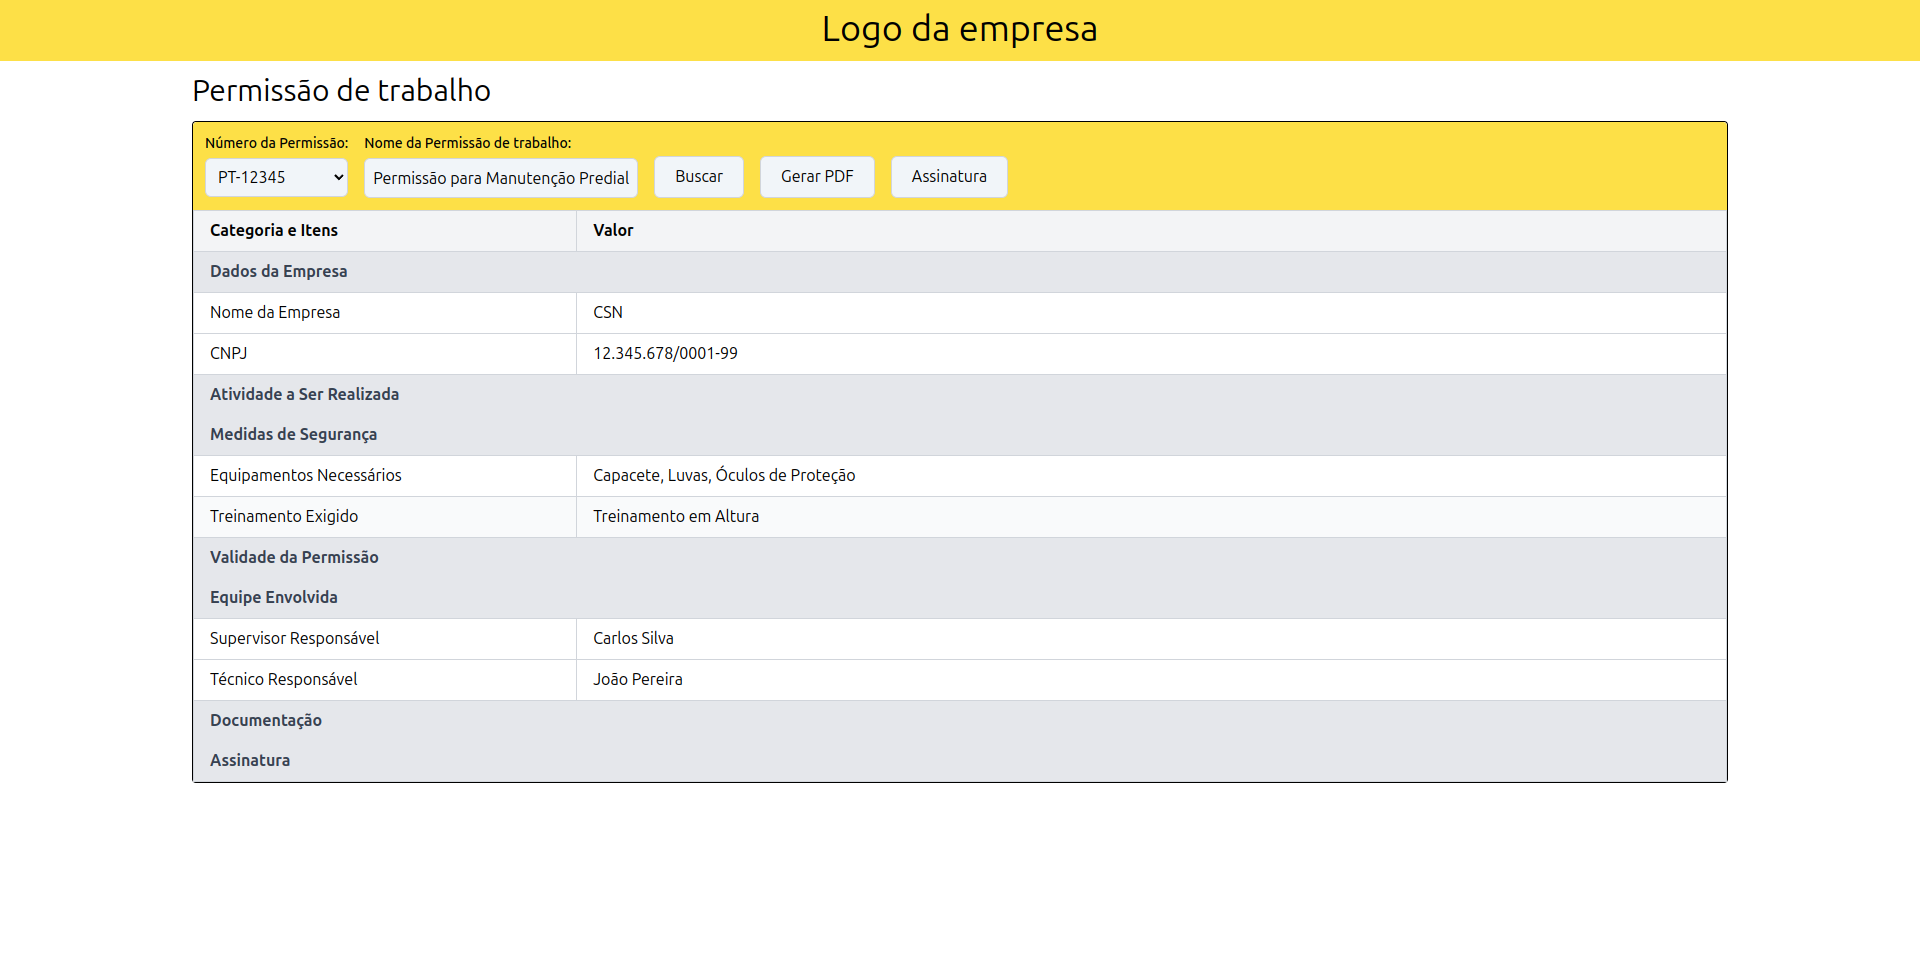 Logo da empresa
Permissão de trabalho
Número da Permissão: Nome da Permissão de trabalho:
PT-12345 Permissão para Manutenção Predial Buscar Gerar PDF Assinatura
Categoria e Itens Valor
Dados da Empresa
Nome da Empresa CSN
CNPJ 12.345.678/0001-99
Atividade a Ser Realizada
Medidas de Segurança
Equipamentos Necessários Capacete, Luvas, Óculos de Proteção
Treinamento Exigido Treinamento em Altura
Validade da Permissão
Equipe Envolvida
Supervisor Responsável Carlos Silva
Técnico Responsável João Pereira
Documentação
Assinatura